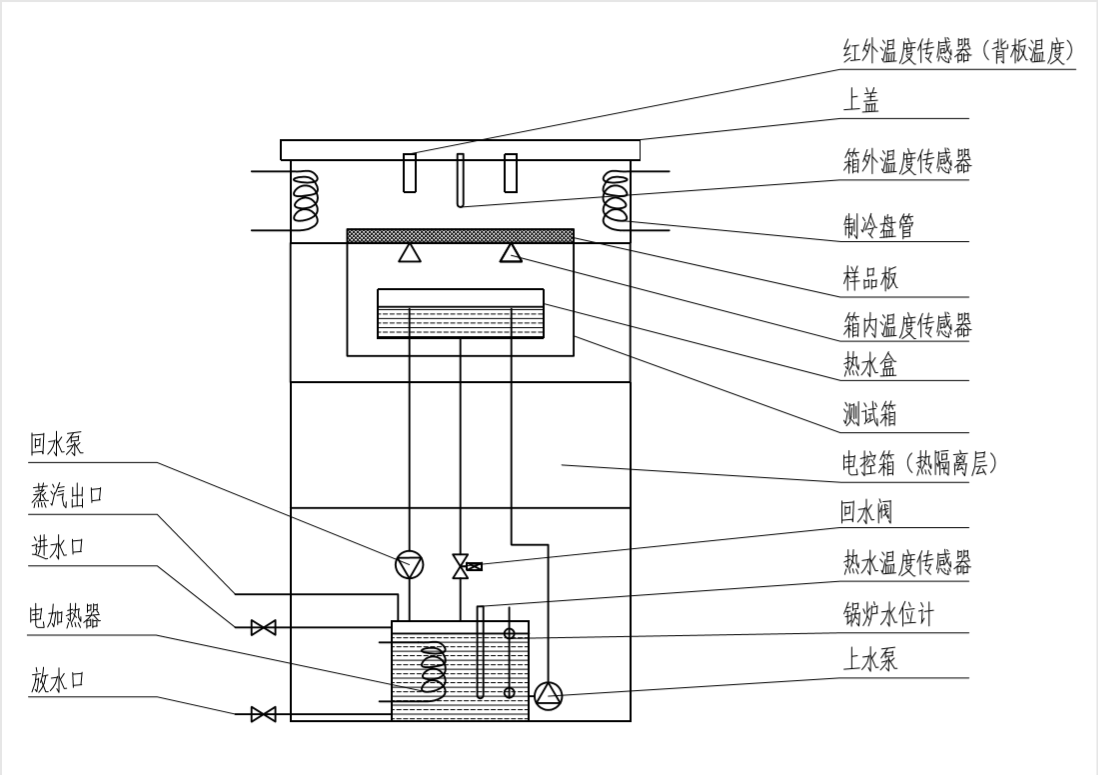 红外温度传感器（背板温度）
上盖
箱外温度传感器
制冷盘管
样品板
箱内温度传感器
热水盒
测试箱
电控箱（热隔离层）
回水阀
热水温度传感器
锅炉水位计
上水泵
回水泵
蒸汽出口
进水口
电加热器
放水口